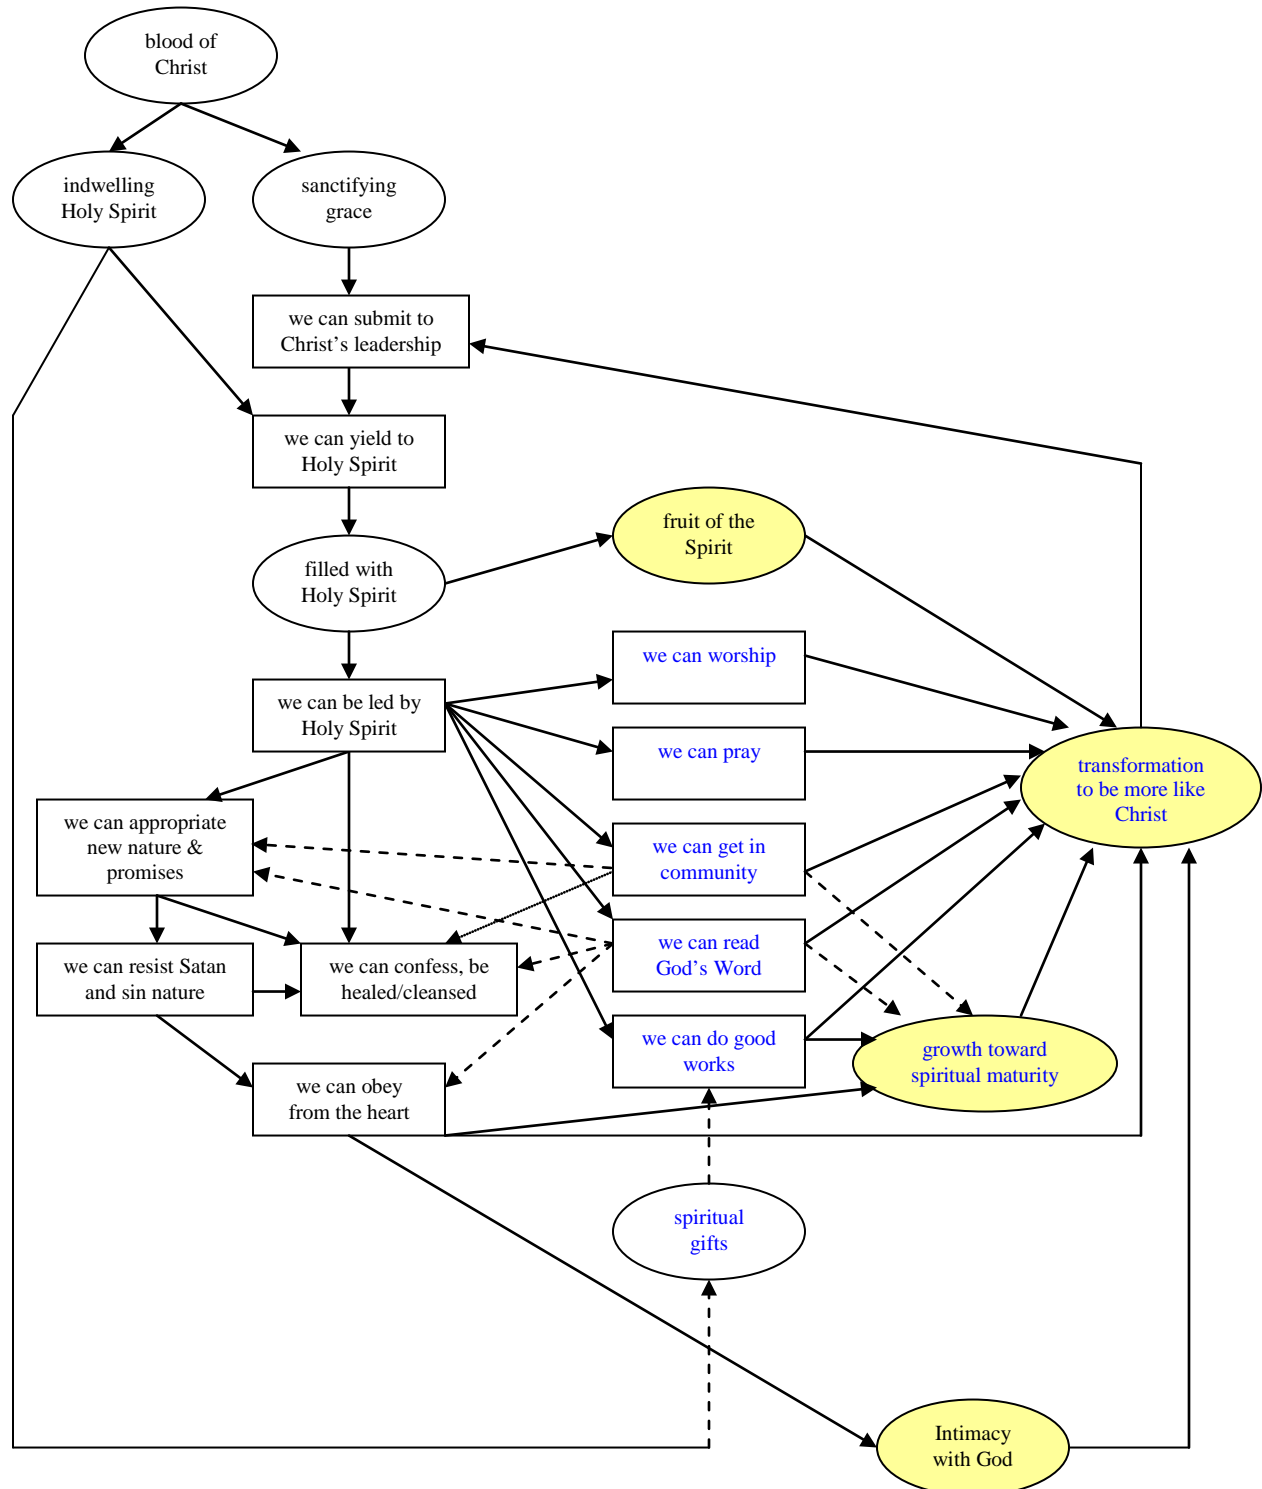 blood of
Christ
indwelling
Holy Spirit
sanctifying
grace
we can submit to
Christ’s leadership
we can yield to
Holy Spirit
filled with
Holy Spirit
fruit of the
Spirit
we can worship
we can be led by
Holy Spirit
we can pray
transformation
to be more like
Christ
we can appropriate
new nature &
promises
we can get in
community
we can resist Satan
and sin nature
we can confess, be
healed/cleansed
we can read
God’s Word
we can do good
works
growth toward
spiritual maturity
we can obey
from the heart
spiritual
gifts
Intimacy
with God